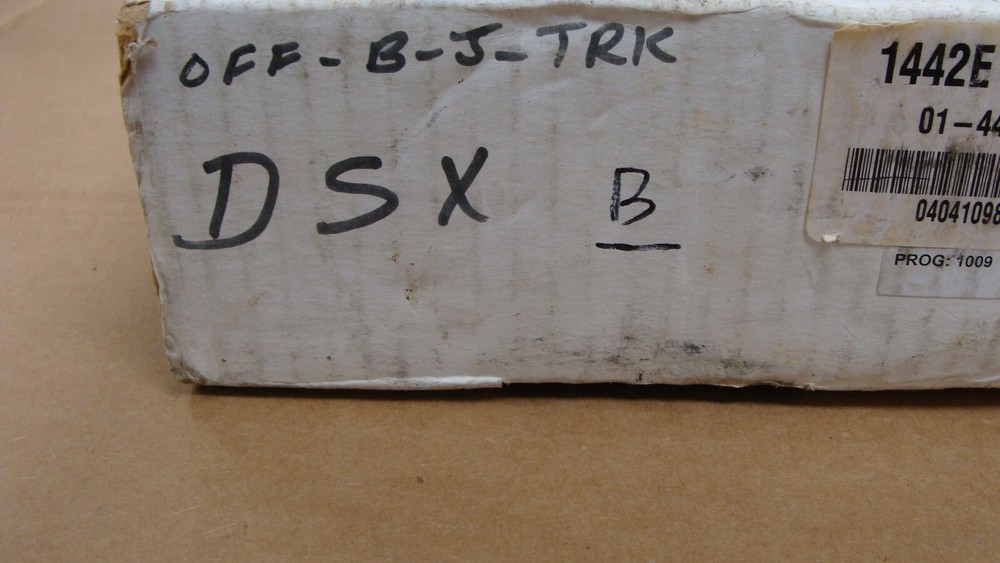 OFF-B-J-TRK
DSX B
1442E
01-44
04041098
PROG: 1009